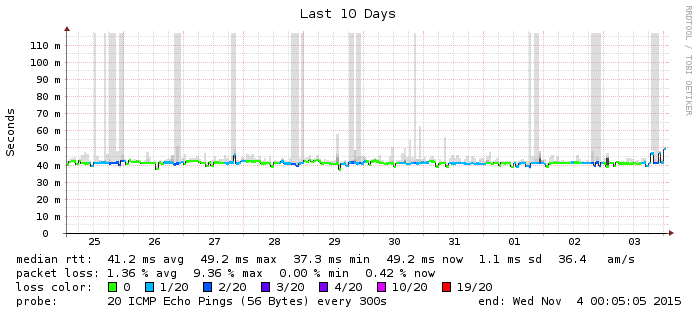 Last 10 Days
RRDTOOL / TOBI OETIKER
Seconds
110 m
100 m
90 m
80 m
70 m
60 m
50 m
40 m
30 m
20 m
10 m
0
25 26 27 28 29 30 31 01 02 03
median rtt: 41.2 ms avg 49.2 ms max 37.3 ms min 49.2 ms now 1.1 ms sd 36.4 am/s
packet loss: 1.36 % avg 9.36 % max 0.00 % min 0.42 % now
loss color: 0 1/20 2/20 3/20 4/20 10/20 19/20
probe: 20 ICMP Echo Pings (56 Bytes) every 300s end: Wed Nov 4 00:05:05 2015